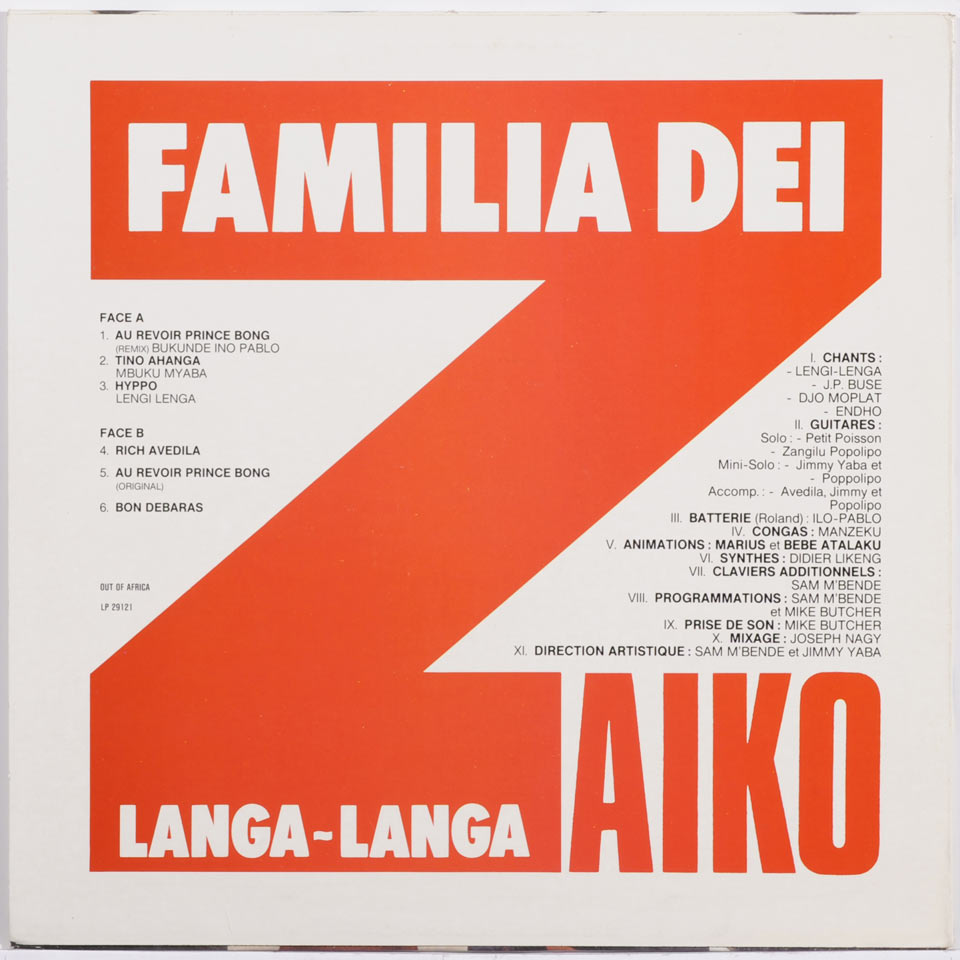 FAMILIA DEI
FACE A
1. AU REVOIR PRINCE BONG
(REMIX) BUKUNDE INO PABLO
2. TINO AHANGA
MBUKU MYABA
3. HYPPO
LENGI LENGA
FACE B
4. RICH AVEDILA
5. AU REVOIR PRINCE BONG
(ORIGINAL)
6. BON DEBARAS
OUT OF AFRICA
LP 29121
I. CHANTS :
- LENGI-LENGA
- J.P. BUSE
- DJO MOPLAT
- ENDHO
II. GUITARES :
Solo : - Petit Poisson
- Zangilu Popolipo
Mini-Solo : - Jimmy Yaba et
- Poppolipo
Accomp. : - Avedila, Jimmy et
Popolipo
III. BATTERIE (Roland) : ILO-PABLO
IV. CONGAS : MANZEKU
V. ANIMATIONS : MARIUS et BEBE ATALAKU
VI. SYNTHES : DIDIER LIKENG
VII. CLAVIERS ADDITIONNELS :
SAM M'BENDE
VIII. PROGRAMMATIONS : SAM M'BENDE
et MIKE BUTCHER
IX. PRISE DE SON : MIKE BUTCHER
X. MIXAGE : JOSEPH NAGY
XI. DIRECTION ARTISTIQUE : SAM M'BENDE et JIMMY YABA
ZAIKO
LANGA~LANGA